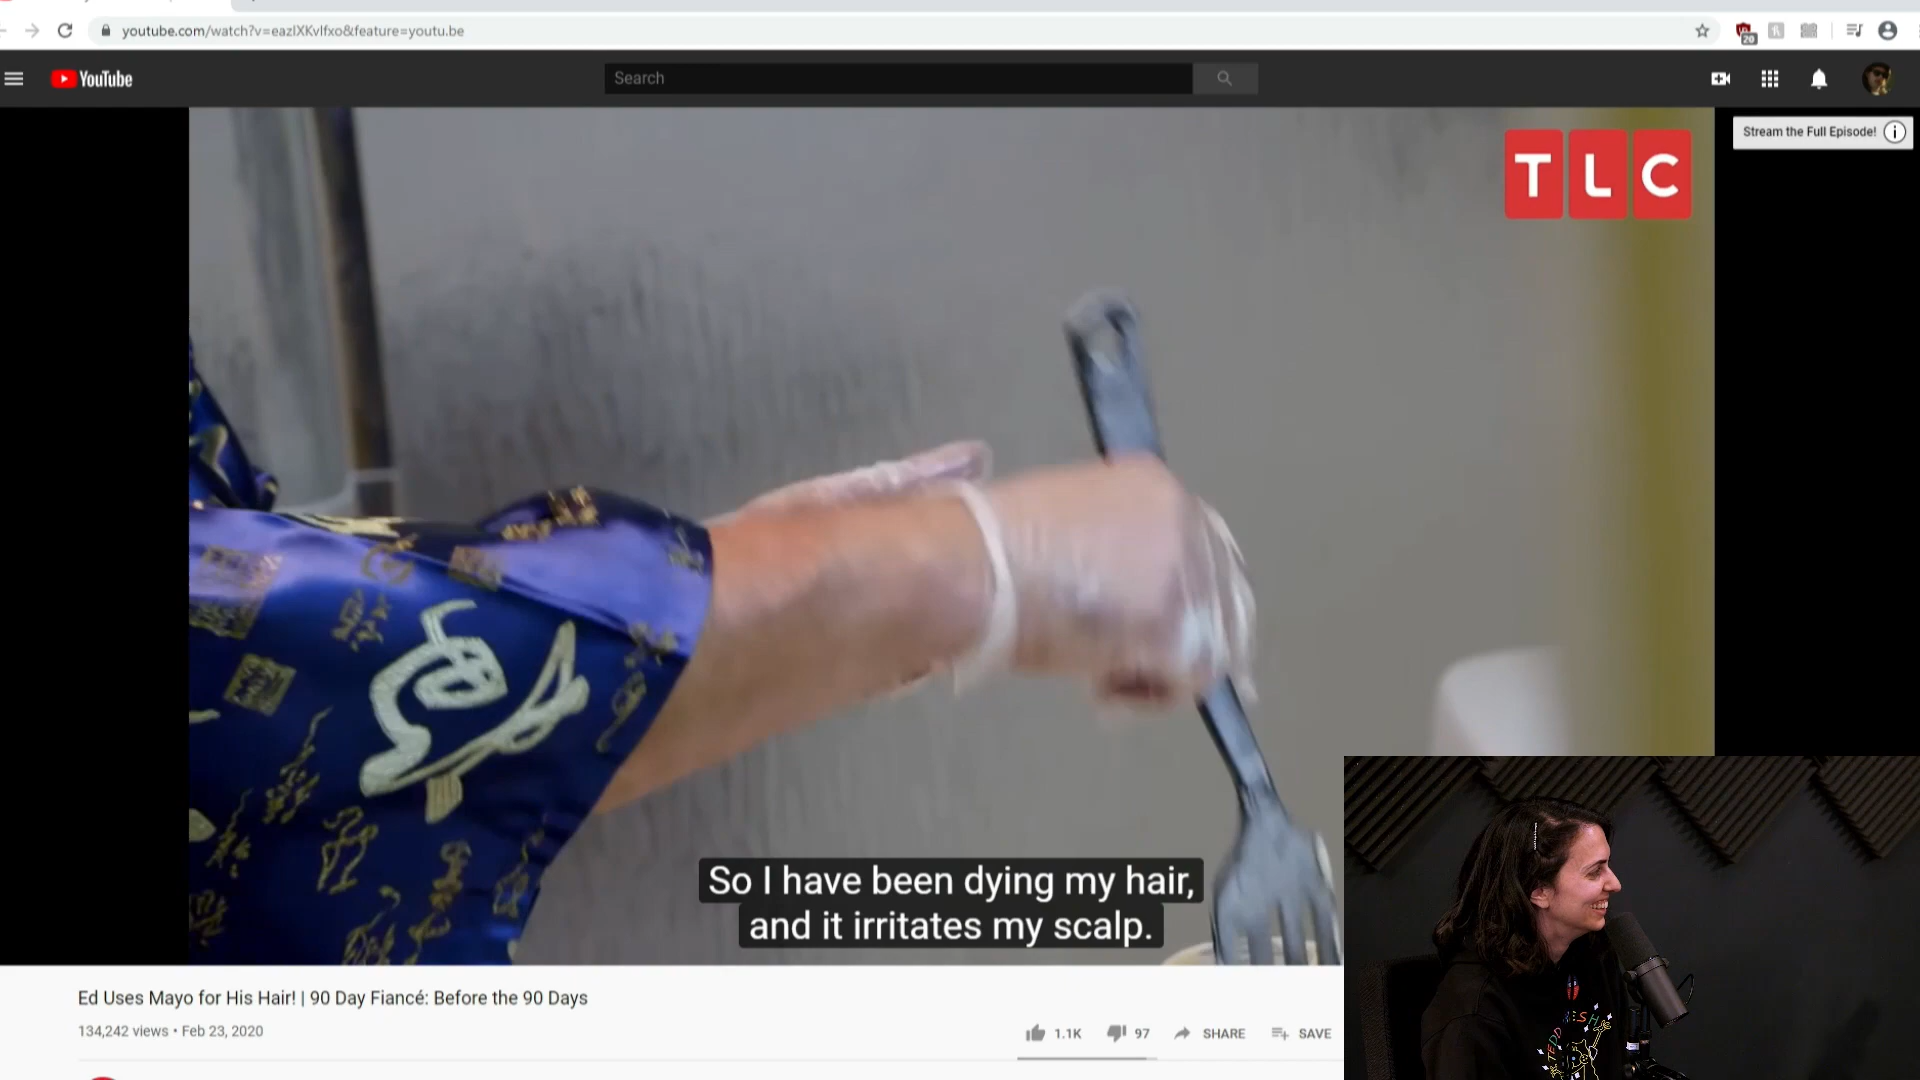 youtube.com/watch?v=eazlXKvlfxo&feature=youtu.be
20
YouTube
Search
Stream the Full Episode!
TLC
So I have been dying my hair,
and it irritates my scalp.
Ed Uses Mayo for His Hair! | 90 Day Fiancé: Before the 90 Days
134,242 views • Feb 23, 2020
1.1K
97
SHARE
SAVE